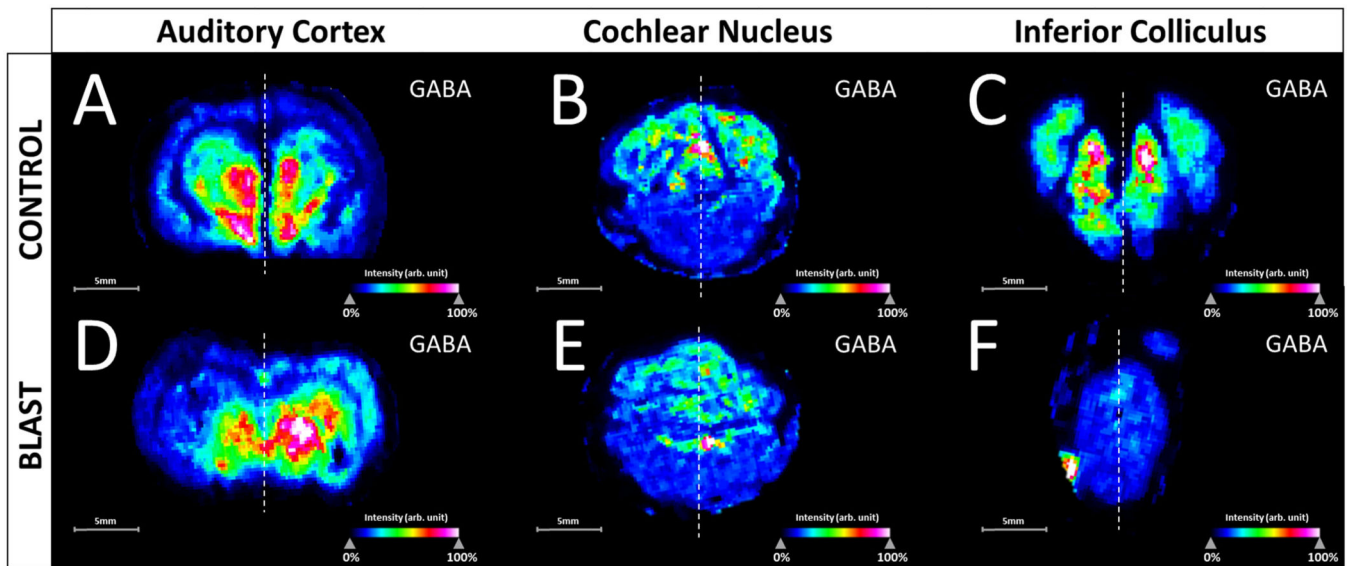 Auditory Cortex
Cochlear Nucleus
Inferior Colliculus
CONTROL
A
GABA
5mm
Intensity (arb. unit)
0%
100%
B
GABA
5mm
Intensity (arb. unit)
0%
100%
C
GABA
5mm
Intensity (arb. unit)
0%
100%
BLAST
D
GABA
5mm
Intensity (arb. unit)
0%
100%
E
GABA
5mm
Intensity (arb. unit)
0%
100%
F
GABA
5mm
Intensity (arb. unit)
0%
100%